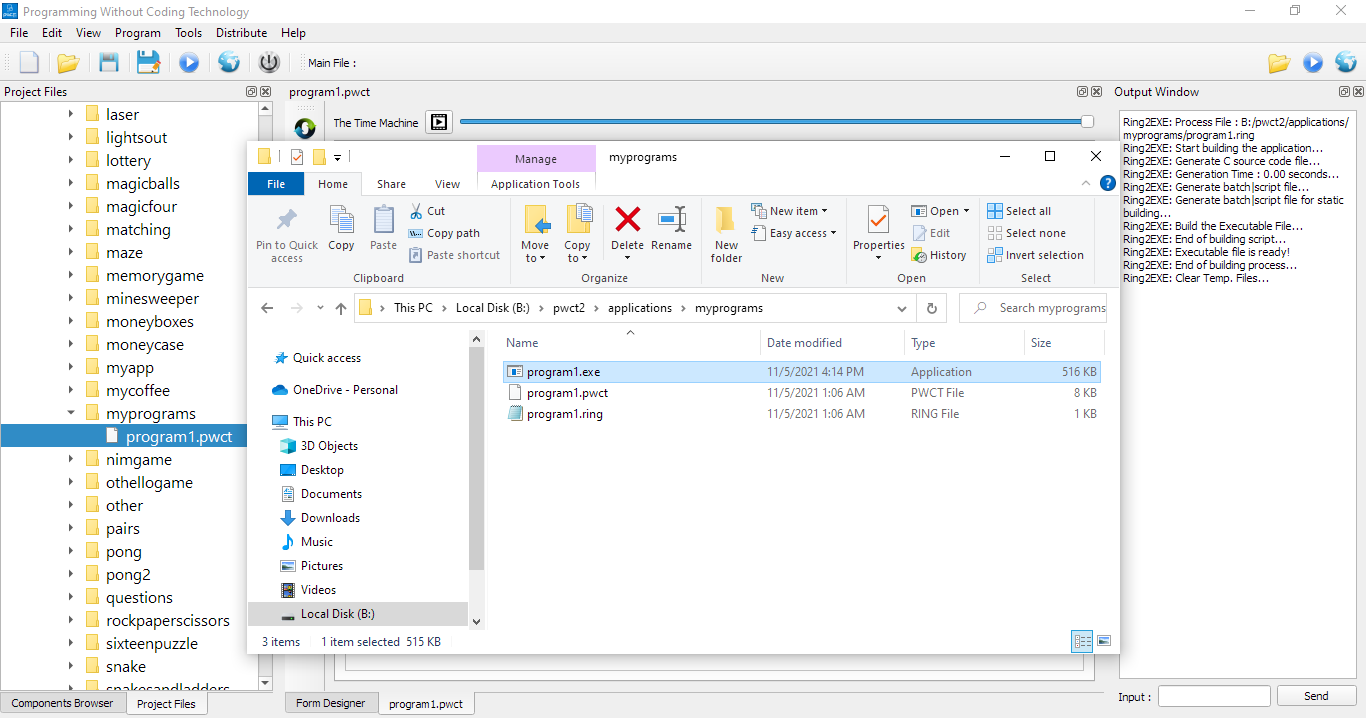 Programming Without Coding Technology
File Edit View Program Tools Distribute Help
Main File :
Project Files
laser
lightsout
lottery
magicballs
magicfour
matching
maze
memorygame
minesweeper
moneyboxes
moneycase
myapp
mycoffee
myprograms
program1.pwct
nimgame
othellogame
other
pairs
pong
pong2
questions
rockpaperscissors
sixteenpuzzle
snake
snakesandladders
Components Browser Project Files
program1.pwct
The Time Machine
Manage myprograms
File Home Share View Application Tools
Pin to Quick access
Copy
Paste
Cut
Copy path
Paste shortcut
Clipboard
Move to
Copy to
Delete
Rename
Organize
New folder
New item
Easy access
New
Properties
Open
Edit
History
Open
Select all
Select none
Invert selection
Select
This PC Local Disk (B:) pwct2 applications myprograms
Search myprograms
Quick access
OneDrive - Personal
This PC
3D Objects
Desktop
Documents
Downloads
Music
Pictures
Videos
Local Disk (B:)
Name Date modified Type Size
program1.exe 11/5/2021 4:14 PM Application 516 KB
program1.pwct 11/5/2021 1:06 AM PWCT File 8 KB
program1.ring 11/5/2021 1:06 AM RING File 1 KB
3 items 1 item selected 515 KB
Form Designer program1.pwct
Output Window
Ring2EXE: Process File : B:/pwct2/applications/
myprograms/program1.ring
Ring2EXE: Start building the application...
Ring2EXE: Generate C source code file...
Ring2EXE: Generation Time : 0.00 seconds...
Ring2EXE: Generate batch|script file...
Ring2EXE: Generate batch|script file for static
building...
Ring2EXE: Build the Executable File...
Ring2EXE: End of building script...
Ring2EXE: Executable file is ready!
Ring2EXE: End of building process...
Ring2EXE: Clear Temp. Files...
Input : Send